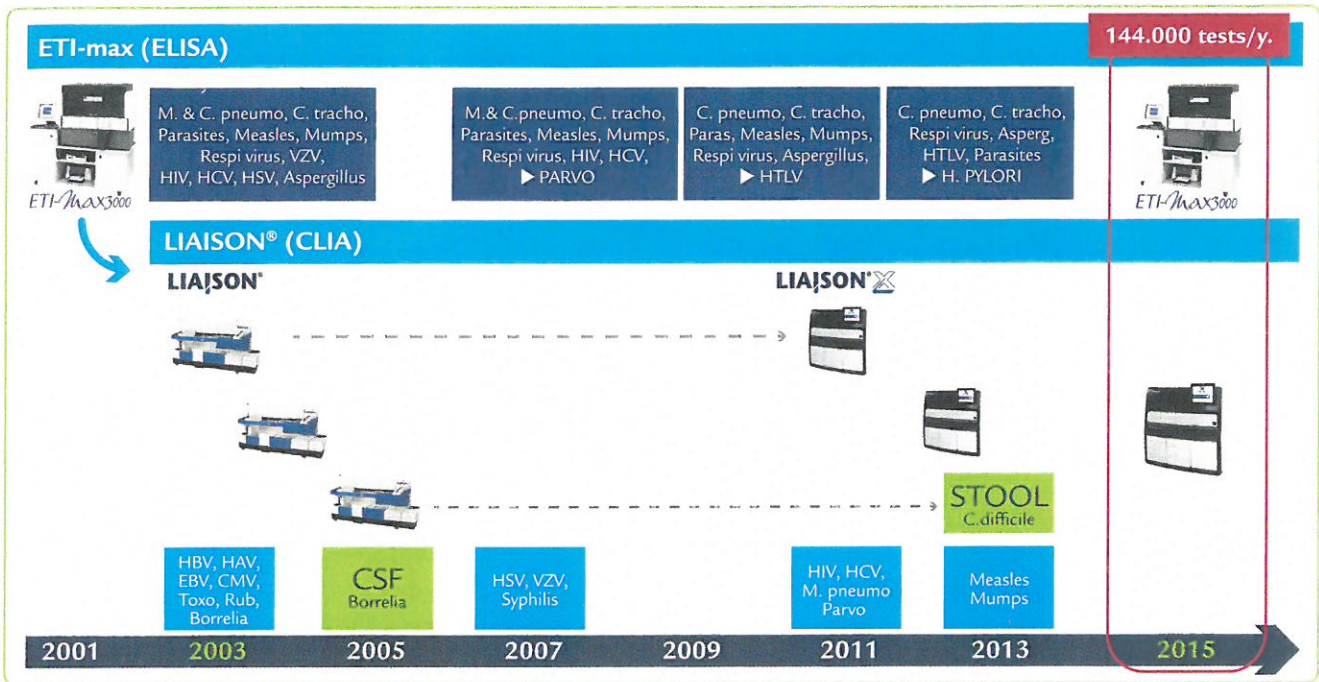 ETI-max (ELISA)
144.000 tests/y.
M. & C. pneumo, C. tracho,
Parasites, Measles, Mumps,
Respi virus, VZV,
HIV, HCV, HSV, Aspergillus
M.& C.pneumo, C. tracho,
Parasites, Measles, Mumps,
Respi virus, HIV, HCV,
▶ PARVO
C. pneumo, C. tracho,
Paras, Measles, Mumps,
Respi virus, Aspergillus,
▶ HTLV
C. pneumo, C. tracho,
Respi virus, Asperg,
HTLV, Parasites
▶ H. PYLORI
ETI-Max3000
ETI-Max3000
LIAISON® (CLIA)
LIAISON®
LIAISON® X
STOOL
C.difficile
HBV, HAV,
EBV, CMV,
Toxo, Rub,
Borrelia
CSF
Borrelia
HSV, VZV,
Syphilis
HIV, HCV,
M. pneumo
Parvo
Measles
Mumps
2001 2003 2005 2007 2009 2011 2013 2015